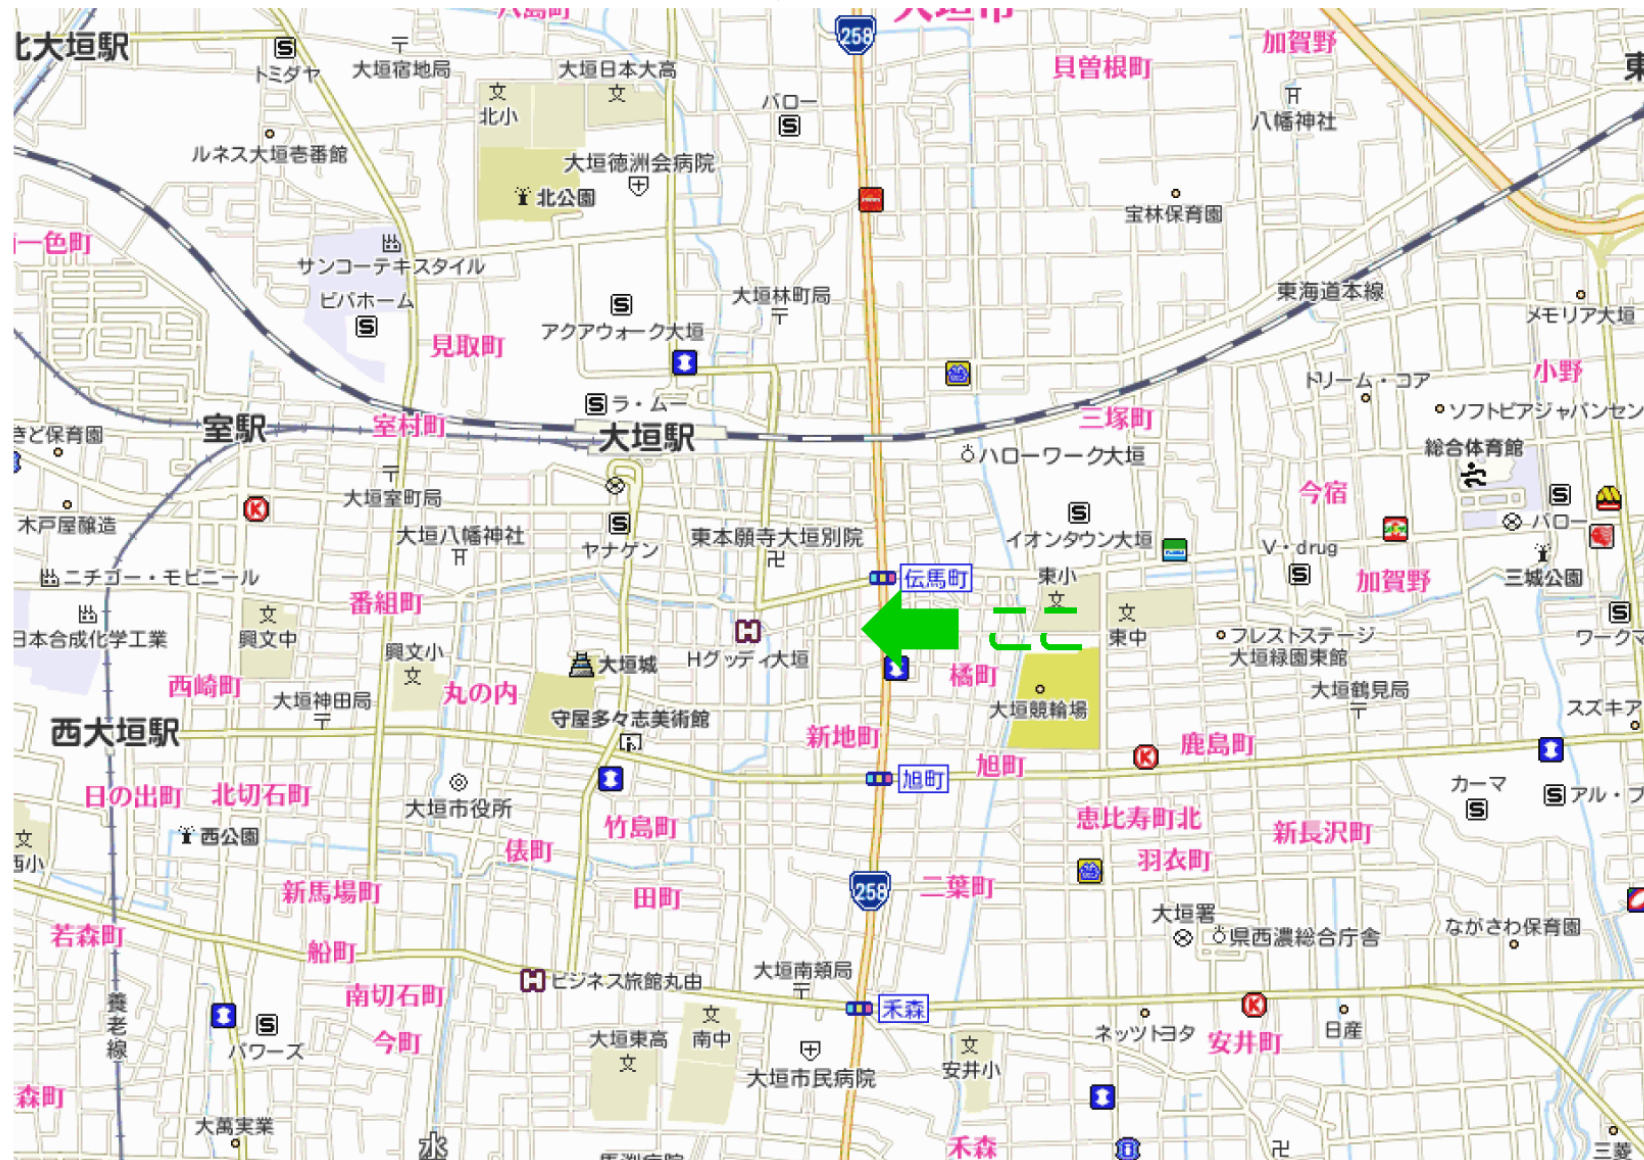 大垣市
258
北大垣駅
トミダヤ
大垣宿地局
大垣日本大高
貝曽根町
加賀野
北小
バロー
八幡神社
ルネス大垣壱番館
大垣徳洲会病院
北公園
宝林保育園
一色町
サンコーテキスタイル
ビバホーム
大垣林町局
東海道本線
メモリア大垣
アクアウォーク大垣
見取町
小野
ドリーム・コア
ソフトピアジャパンセン
ラ・ムー
三塚町
室駅
室村町
大垣駅
きど保育園
ハローワーク大垣
総合体育館
大垣室町局
今宿
木戸屋醸造
大垣八幡神社
ヤナゲン
東本願寺大垣別院
イオンタウン大垣
V・drug
バロー
ニチゴー・モビニール
伝馬町
東小
加賀野
三城公園
番組町
日本合成化学工業
興文中
興文小
大垣城
Hグッディ大垣
ココ
東中
フレストステージ
大垣緑園東館
ワークマ
西崎町
大垣神田局
丸の内
橘町
大垣競輪場
大垣鶴見局
守屋多々志美術館
スズキア
西大垣駅
新地町
鹿島町
旭町
旭町
日の出町
北切石町
大垣市役所
カーマ
アル・プ
西公園
竹島町
恵比寿町北
新長沢町
西小
俵町
羽衣町
新馬場町
田町
258
二葉町
大垣署
県西濃総合庁舎
ながさわ保育園
若森町
船町
ビジネス旅館丸由
大垣南頬局
南切石町
禾森
養老線
今町
パワーズ
大垣東高
南中
ネッツトヨタ
日産
安井町
大垣市民病院
安井小
森町
大萬実業
水
禾森
三菱